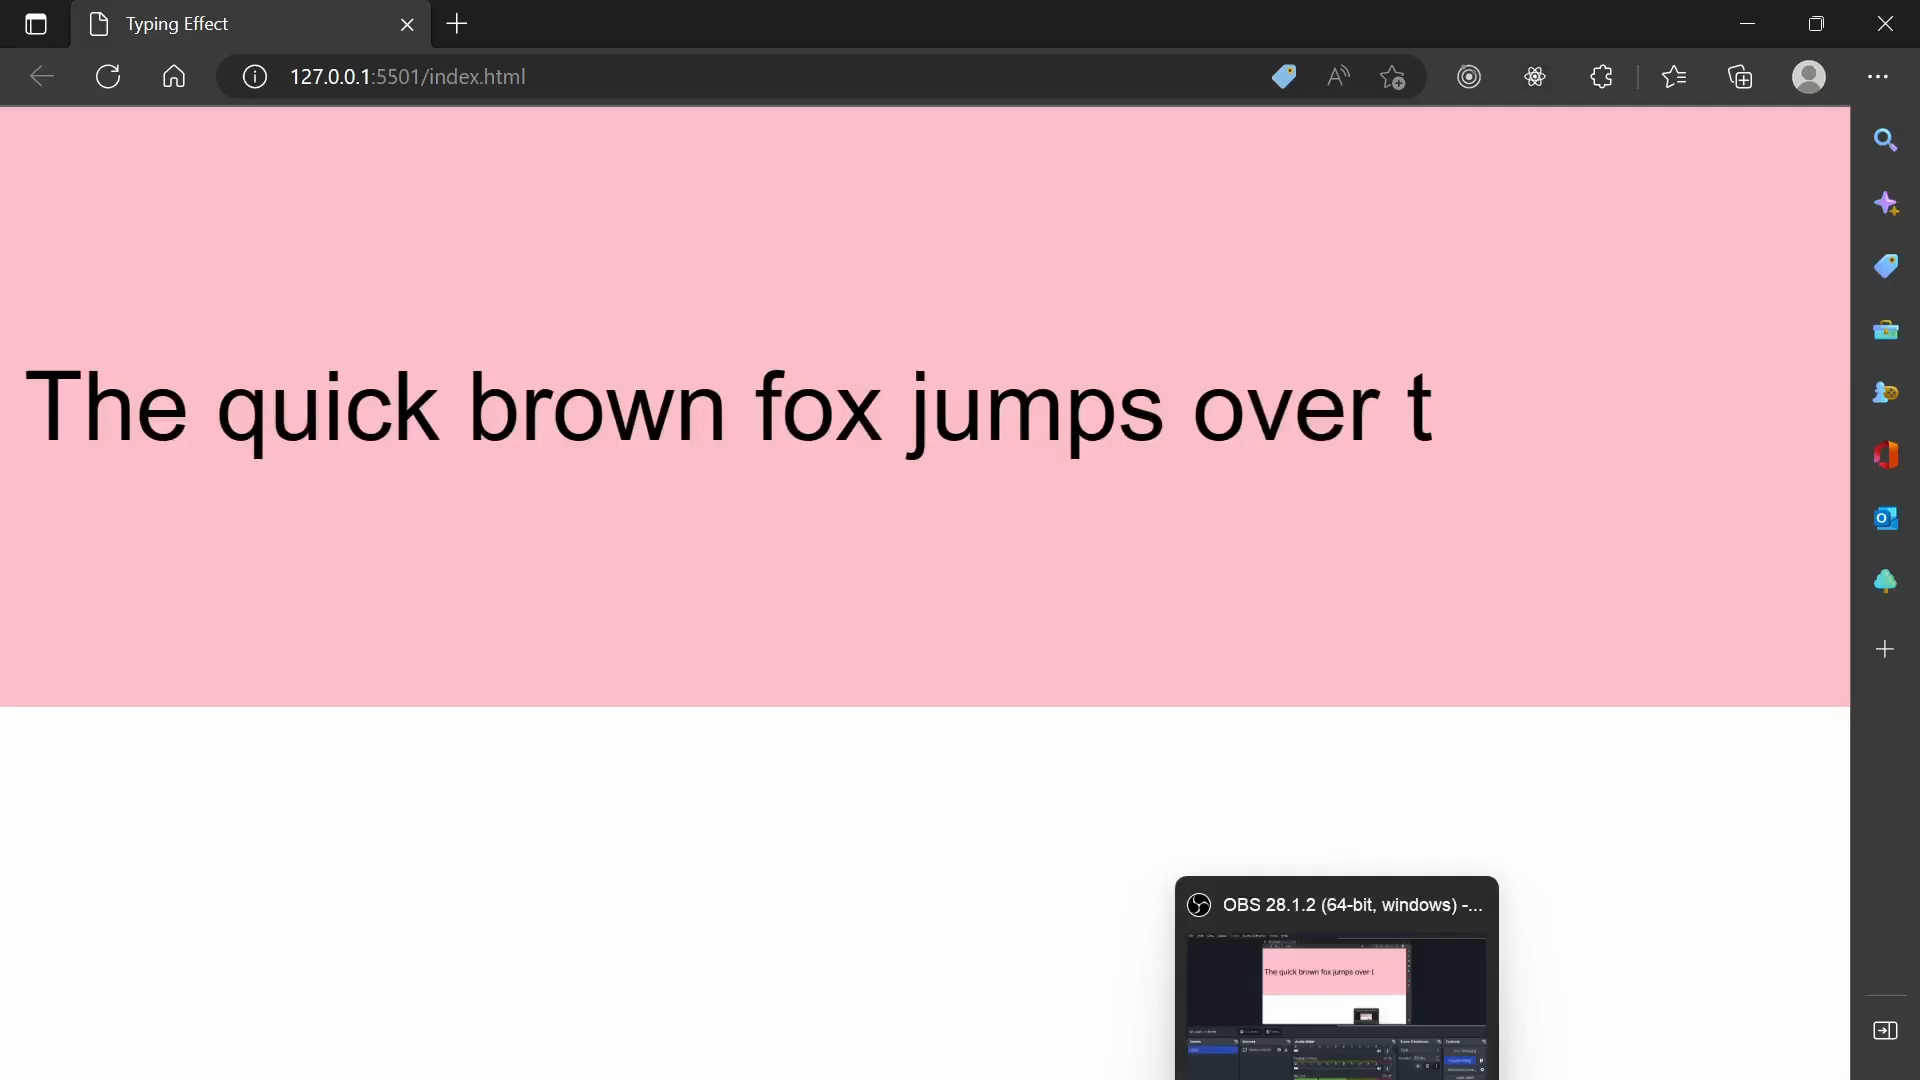 Typing Effect
127.0.0.1:5501/index.html
The quick brown fox jumps over t
OBS 28.1.2 (64-bit, windows) -...
The quick brown fox jumps over t